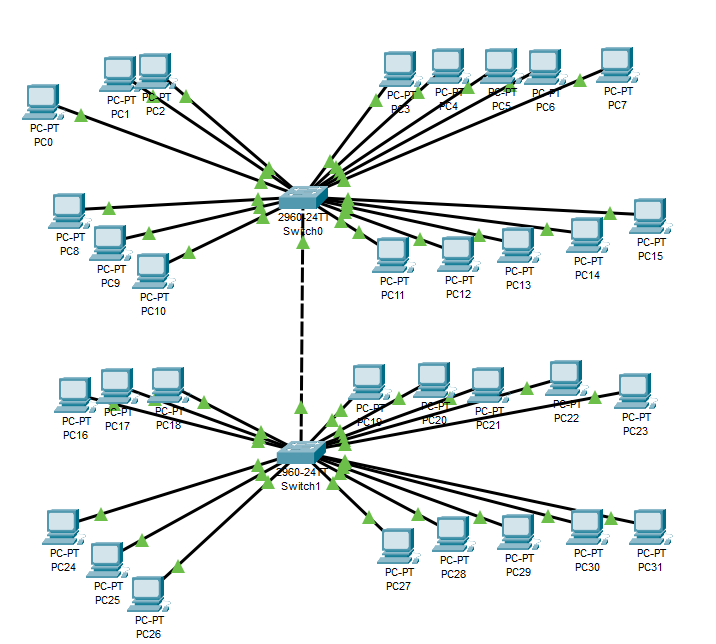 PC-PT
PC0
PC-PT
PC1
PC-PT
PC2
PC-PT
PC3
PC-PT
PC4
PC-PT
PC5
PC-PT
PC6
PC-PT
PC7
2960-24TT
Switch0
PC-PT
PC8
PC-PT
PC9
PC-PT
PC10
PC-PT
PC11
PC-PT
PC12
PC-PT
PC13
PC-PT
PC14
PC-PT
PC15
PC-PT
PC16
PC-PT
PC17
PC-PT
PC18
PC-PT
PC19
PC-PT
PC20
PC-PT
PC21
PC-PT
PC22
PC-PT
PC23
2960-24TT
Switch1
PC-PT
PC24
PC-PT
PC25
PC-PT
PC26
PC-PT
PC27
PC-PT
PC28
PC-PT
PC29
PC-PT
PC30
PC-PT
PC31